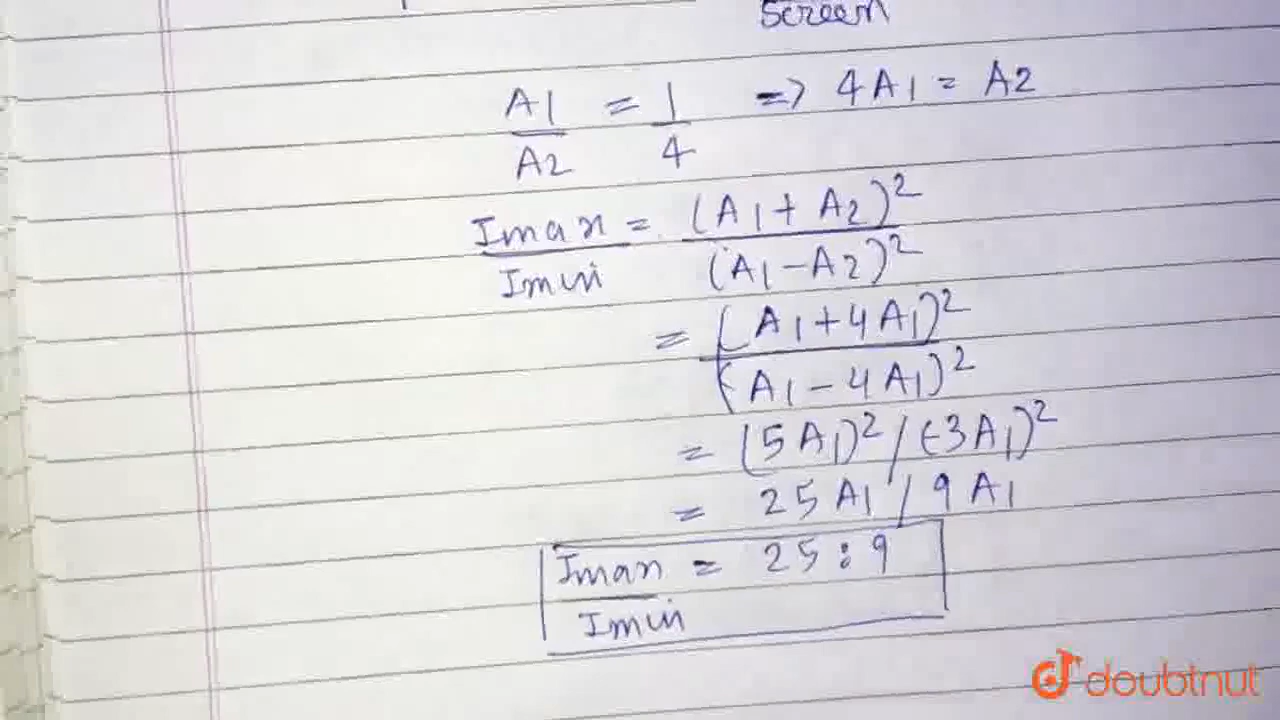 Screen
A1 / A2 = 1 / 4 => 4A1 = A2
Imax / Imin = (A1 + A2)² / (A1 - A2)²
= (A1 + 4A1)² / (A1 - 4A1)²
= (5A1)² / (-3A1)²
= 25A1 / 9A1
Imax / Imin = 25:9
doubtnut